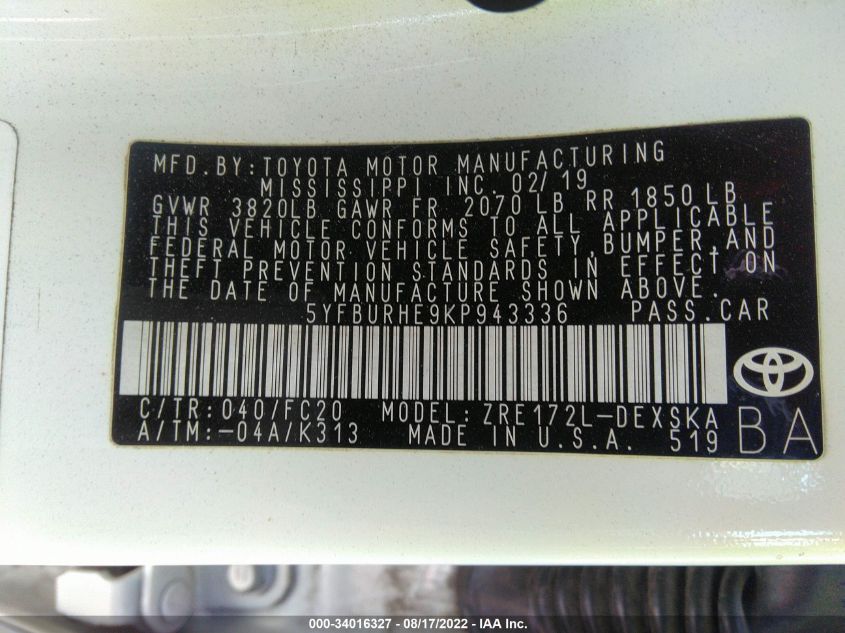 MFD.BY:TOYOTA MOTOR MANUFACTURING
MISSISSIPPI INC. 02/19
GVWR 3820LB GAWR FR 2070 LB RR 1850LB
THIS VEHICLE CONFORMS TO ALL APPLICABLE
FEDERAL MOTOR VEHICLE SAFETY,BUMPER,AND
THEFT PREVENTION STANDARDS IN EFFECT ON
THE DATE OF MANUFACTURE SHOWN ABOVE.
5YFBURHE9KP943336 PASS.CAR
C/TR:040/FC20 MODEL:ZRE172L-DEXSKA
A/TM:-04A/K313 MADE IN U.S.A. 519 BA
000-34016327 - 08/17/2022 - IAA Inc.